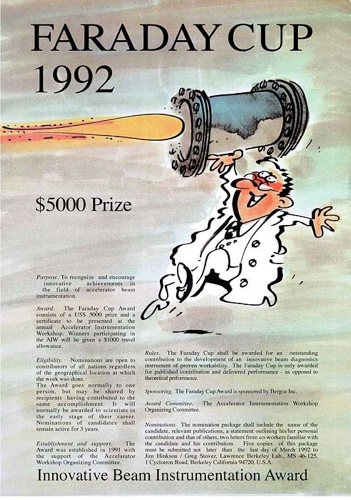 FARADAY CUP
1992
$5000 Prize
Purpose. To recognize and encourage
innovative achievements in
the field of accelerator beam
instrumentation.
Award. The Faraday Cup Award
consists of a US$ 5000 prize and a
certificate to be presented at the
annual Accelerator Instrumentation
Workshop. Winners participating in
the AIW will be given a $1000 travel
allowance.
Eligibility. Nominations are open to
contributors of all nations regardless
of the geographical location at which
the work was done.
The Award goes normally to one
person, but may be shared by
recipients having contributed to the
same accomplishment. It will
normally be awarded to scientists in
the early stage of their career.
Nominations of candidates shall
remain active for 3 years.
Establishment and support. The
Award was established in 1991 with
the support of the Accelarator
Workshop Organizing Committee.
Rules. The Faraday Cup shall be awarded for an outstanding
contribution to the development of an innovative beam diagnostics
instrument of proven workability. The Faraday Cup in only awarded
for published contribution and delivered performance - as opposed to
theoretical performance.
Sponsoring. The Faraday Cup Award is sponsored by Bergoz Inc.
Award Committee. The Accelerator Instrumentation Workshop
Organizing Committee.
Nominations. The nomination package shall include the name of the
candidate, relevant publications, a statement outlining his personal
contribution and that of others, two letters from co-workers familiar with
the candidate and his contribution. Five copies of this package
must be submitted not later than the last day of March 1992 to
Jim Hinkson / Greg Stover, Lawrence Berkeley Lab., MS 46-125,
1 Cyclotron Road, Berkeley California 94720, U.S.A.
Innovative Beam Instrumentation Award